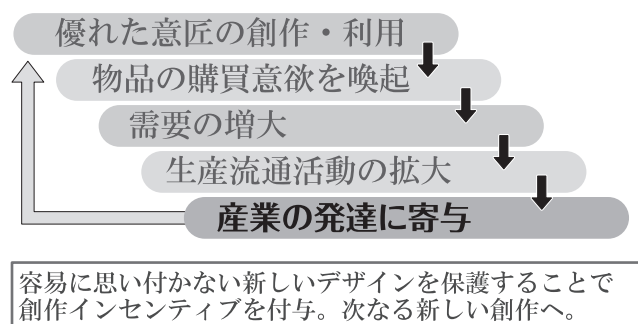 優れた意匠の創作・利用
物品の購買意欲を喚起
需要の増大
生産流通活動の拡大
産業の発達に寄与
容易に思い付かない新しいデザインを保護することで
創作インセンティブを付与。次なる新しい創作へ。